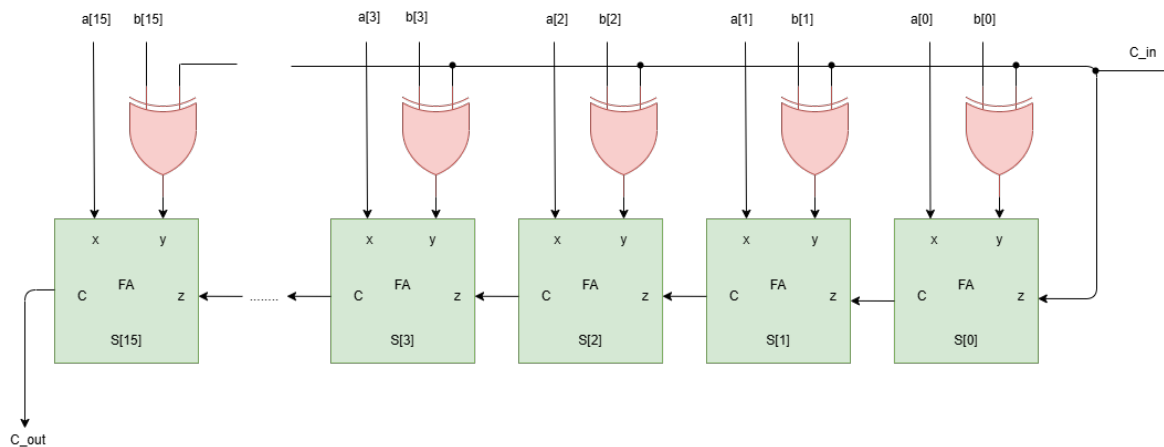 a[15] b[15] a[3] b[3] a[2] b[2] a[1] b[1] a[0] b[0]
C_in
x y x y x y x y x y
FA FA FA FA FA
C z ........ C z C z C z C z
S[15] S[3] S[2] S[1] S[0]
C_out